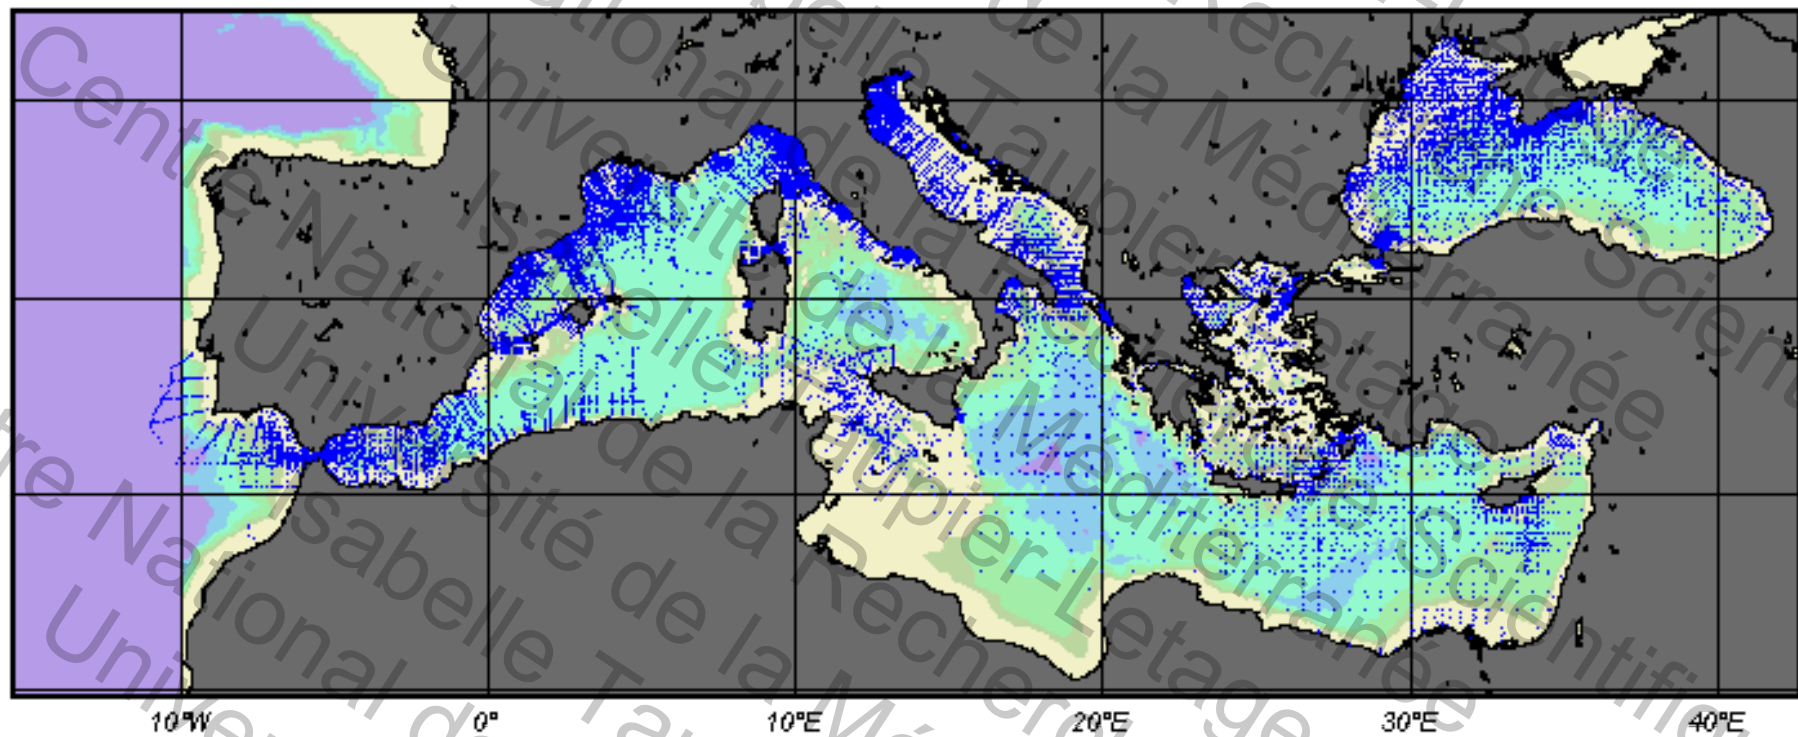 Centre National de la Recherche Scientifique
Université de la Méditerranée
Isabelle Taupier-Letage
10°W 0° 10°E 20°E 30°E 40°E